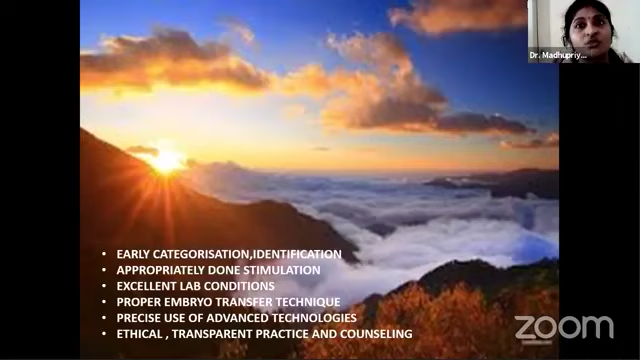 Dr. Madhupriy...
• EARLY CATEGORISATION,IDENTIFICATION
• APPROPRIATELY DONE STIMULATION
• EXCELLENT LAB CONDITIONS
• PROPER EMBRYO TRANSFER TECHNIQUE
• PRECISE USE OF ADVANCED TECHNOLOGIES
• ETHICAL , TRANSPARENT PRACTICE AND COUNSELING
zoom